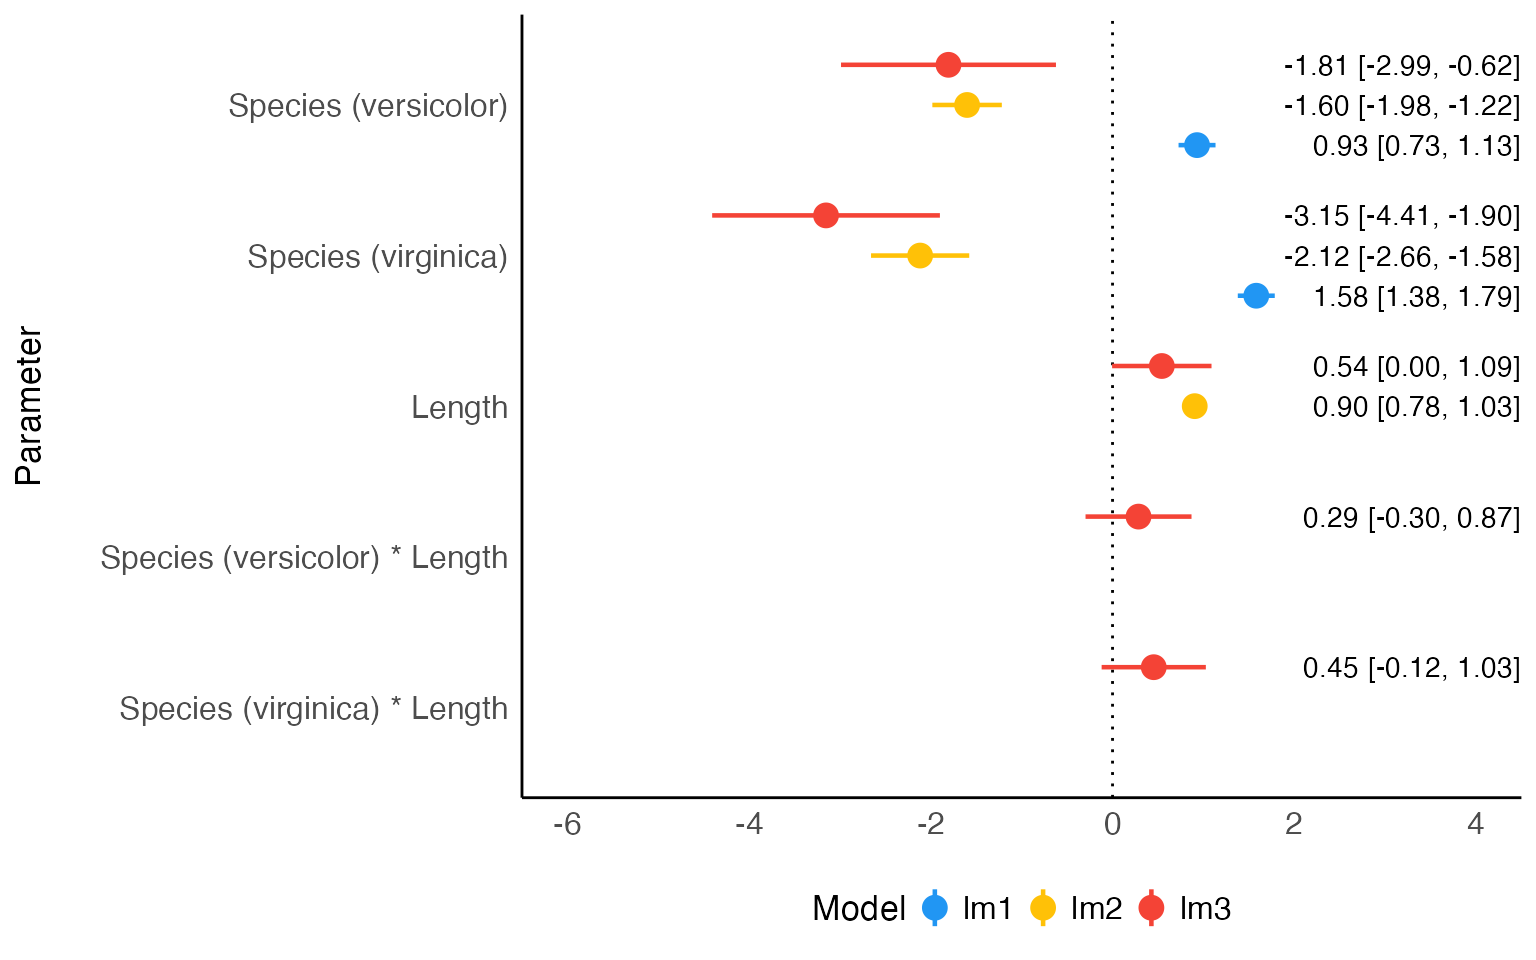 -1.81 [-2.99, -0.62]
Species (versicolor)
-1.60 [-1.98, -1.22]
0.93 [0.73, 1.13]
-3.15 [-4.41, -1.90]
Species (virginica)
-2.12 [-2.66, -1.58]
1.58 [1.38, 1.79]
0.54 [0.00, 1.09]
Length
0.90 [0.78, 1.03]
0.29 [-0.30, 0.87]
Species (versicolor) * Length
0.45 [-0.12, 1.03]
Species (virginica) * Length
Parameter
-6 -4 -2 0 2 4
Model lm1 lm2 lm3